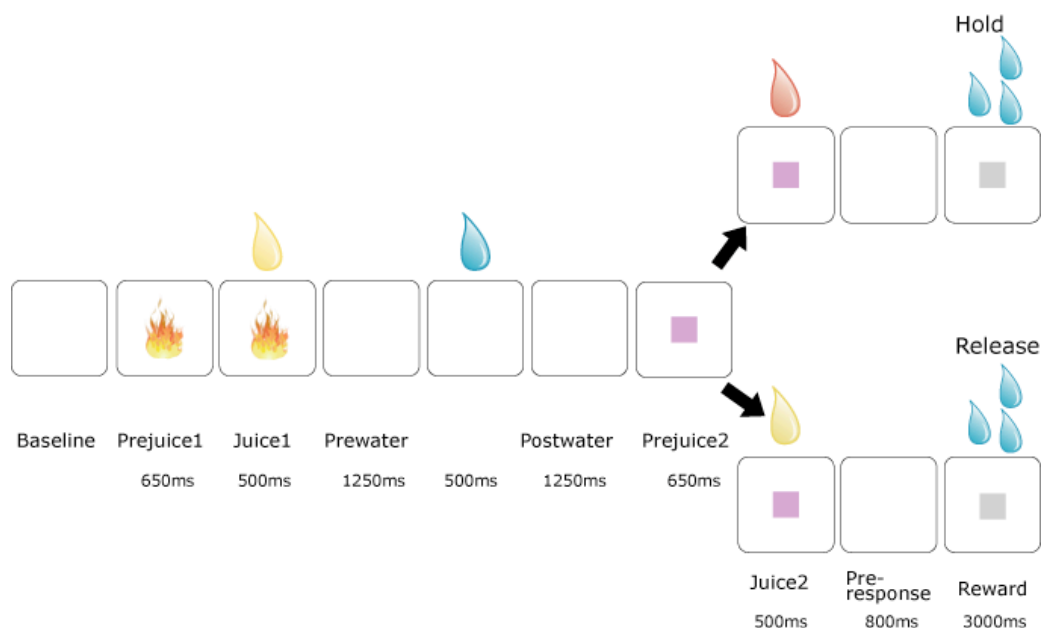 Hold
Release
Baseline Prejuice1 Juice1 Prewater Postwater Prejuice2
650ms 500ms 1250ms 500ms 1250ms 650ms
Juice2 Pre-
response Reward
500ms 800ms 3000ms